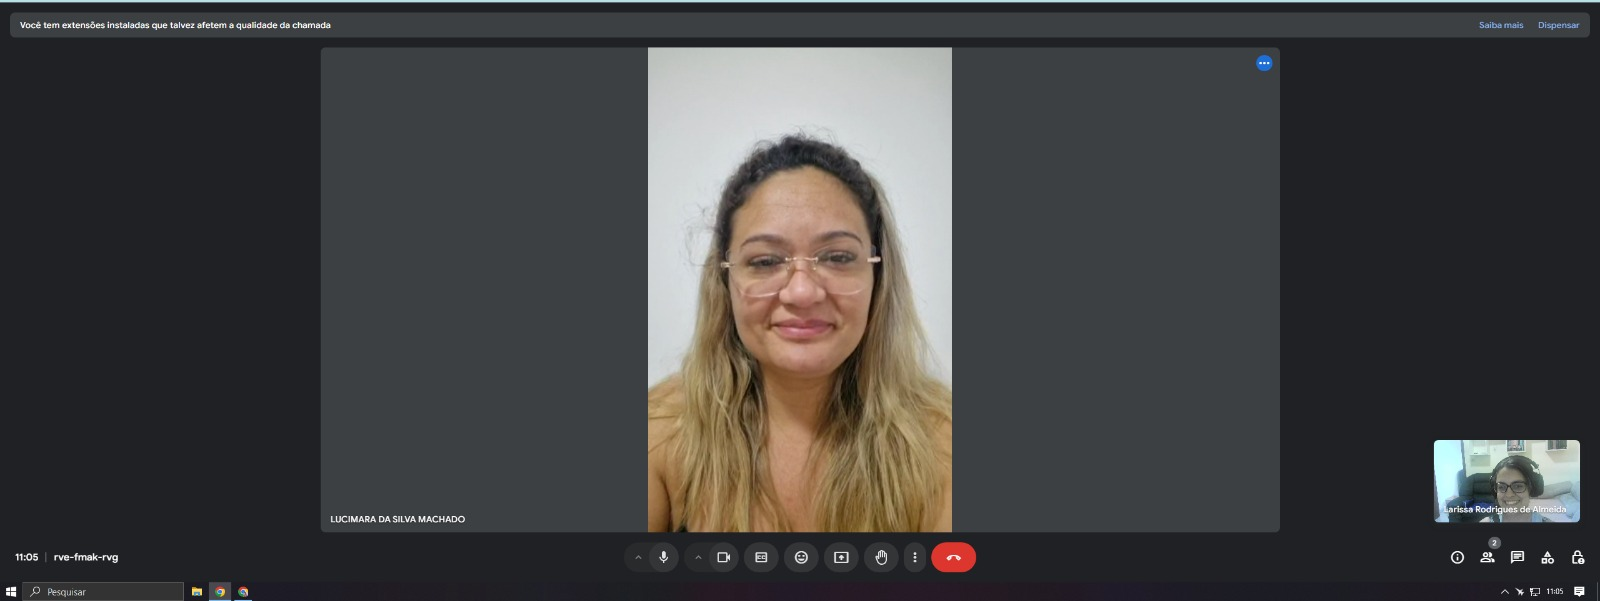 Você tem extensões instaladas que talvez afetem a qualidade da chamada
Saiba mais Dispensar
LUCIMARA DA SILVA MACHADO
Larissa Rodrigues de Almeida
11:05 | rve-fmak-rvg
2
Pesquisar
11:05